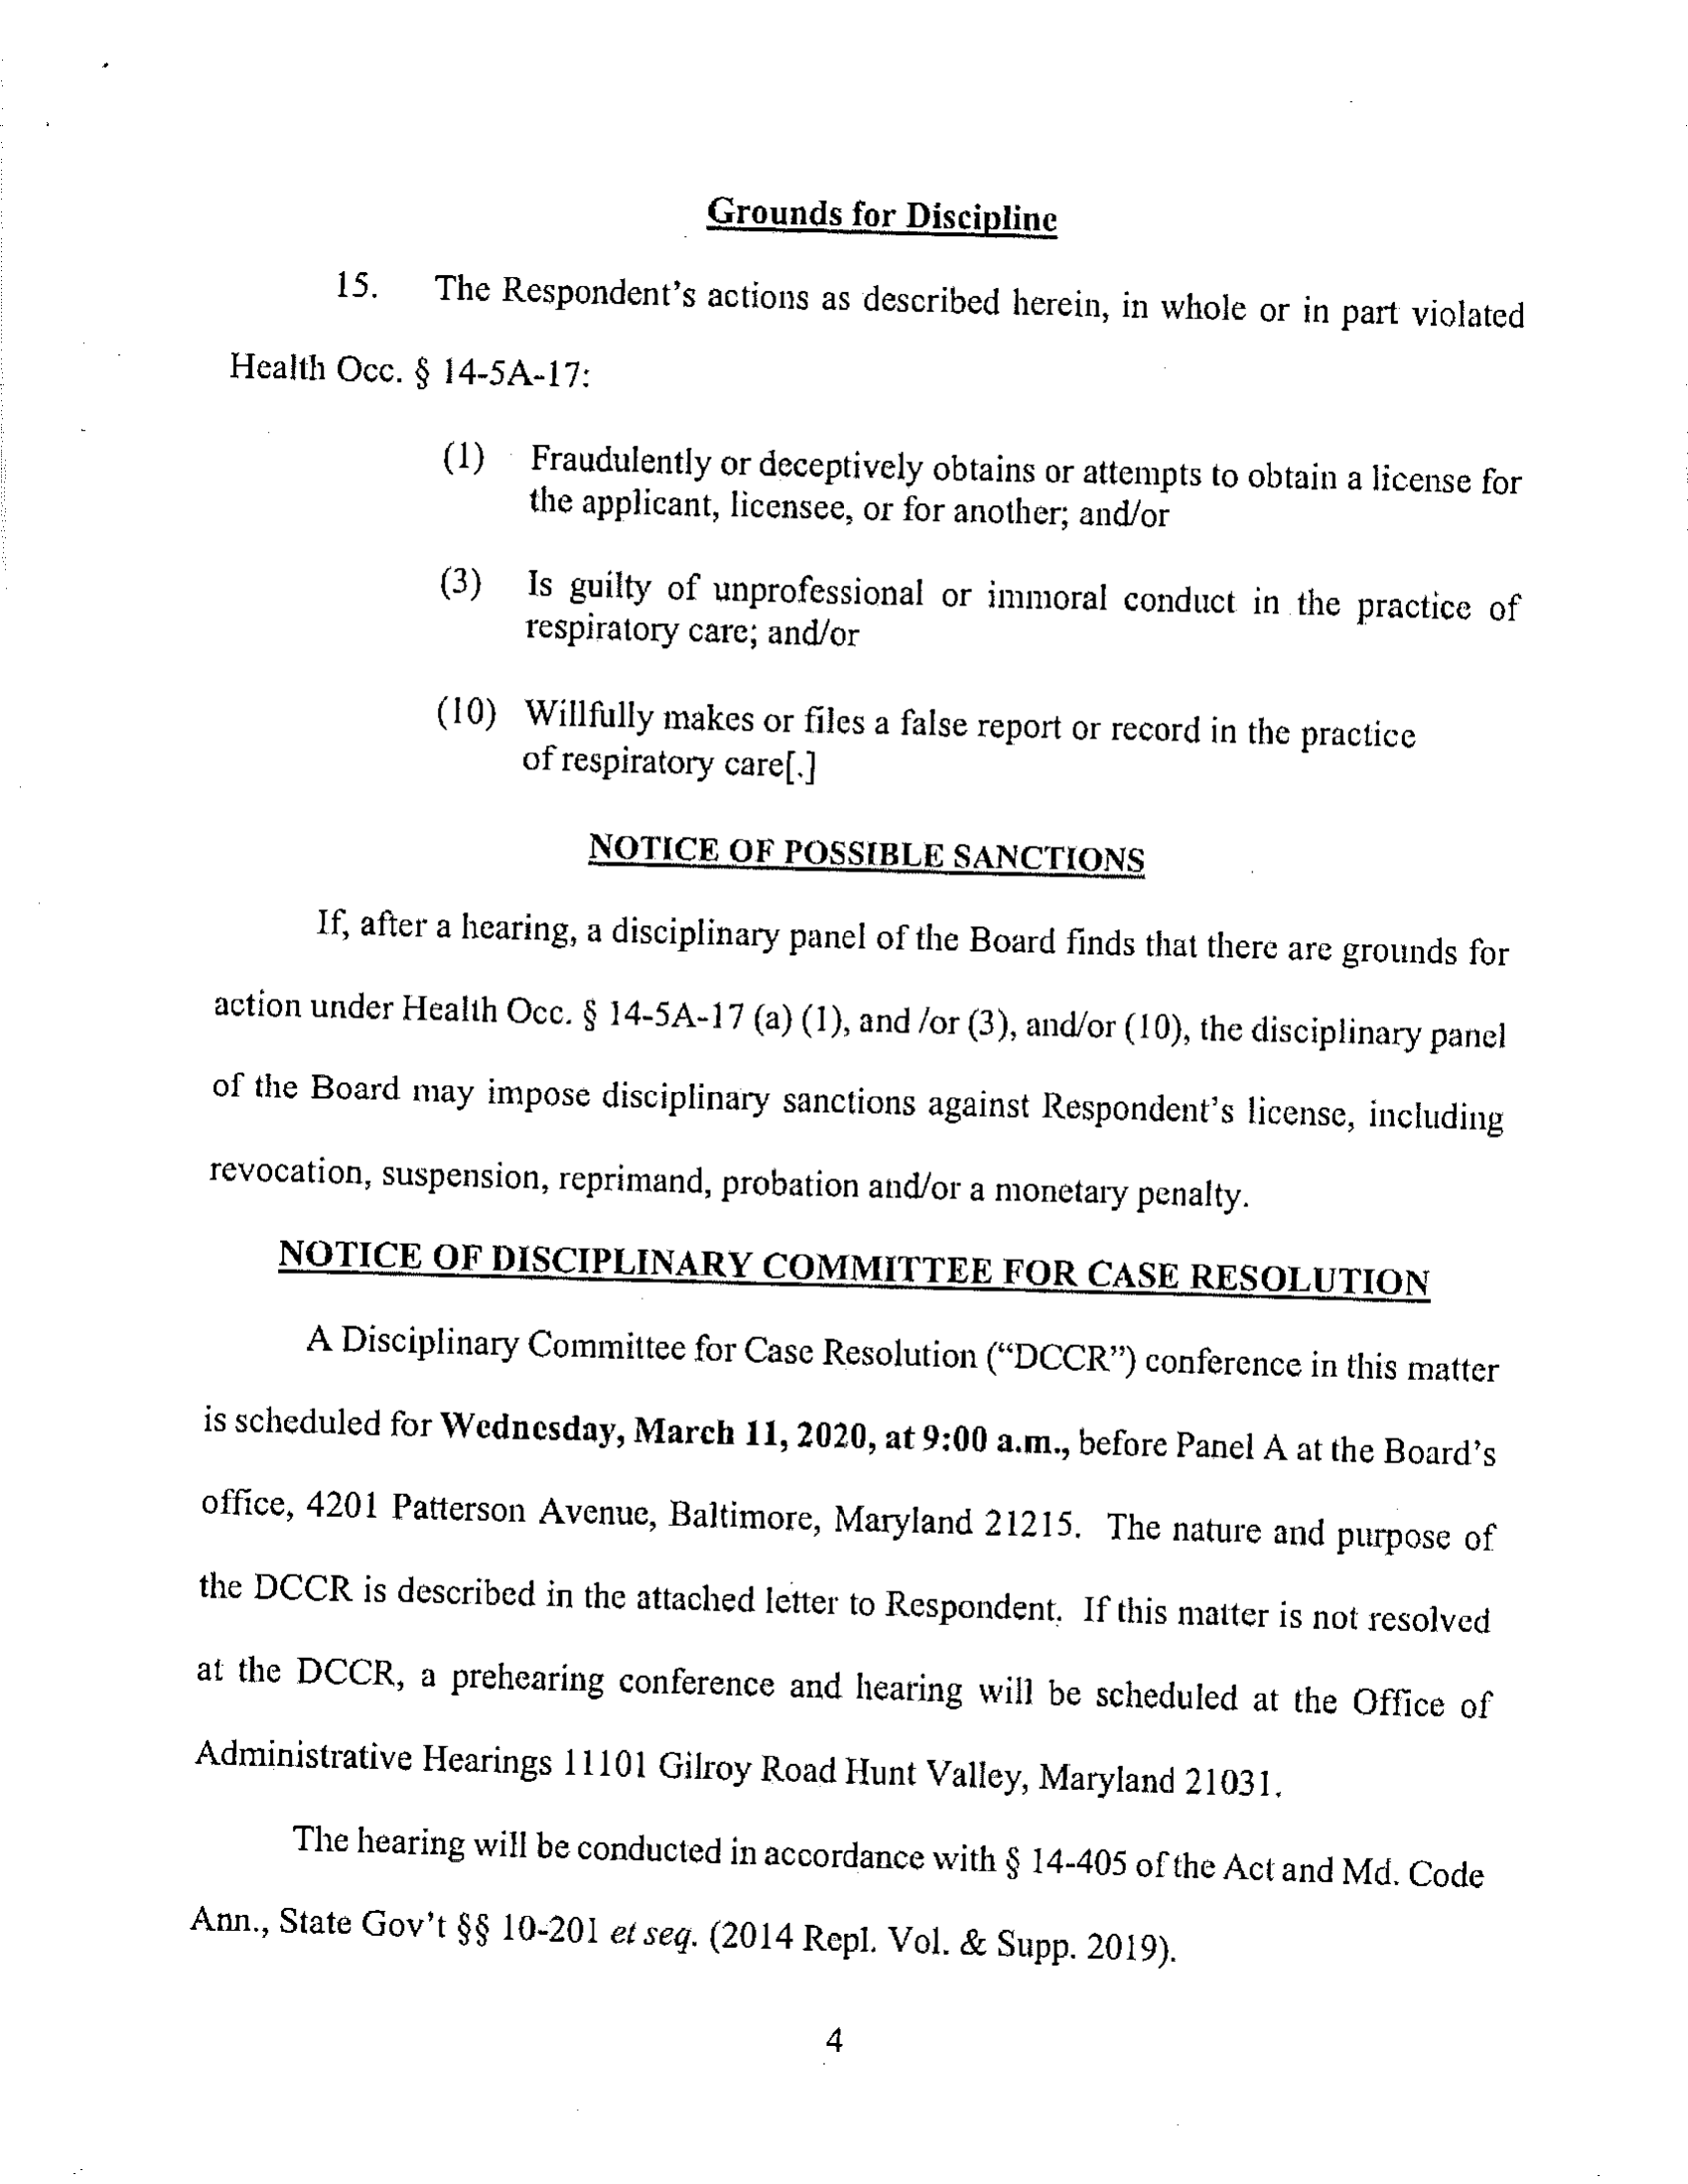 Grounds for Discipline
15. The Respondent's actions as described herein, in whole or in part violated
Health Occ. § 14-5A-17:
(1) Fraudulently or deceptively obtains or attempts to obtain a license for
the applicant, licensee, or for another; and/or
(3) Is guilty of unprofessional or immoral conduct in the practice of
respiratory care; and/or
(10) Willfully makes or files a false report or record in the practice
of respiratory care[.]
NOTICE OF POSSIBLE SANCTIONS
If, after a hearing, a disciplinary panel of the Board finds that there are grounds for
action under Health Occ. § 14-5A-17 (a) (1), and /or (3), and/or (10), the disciplinary panel
of the Board may impose disciplinary sanctions against Respondent's license, including
revocation, suspension, reprimand, probation and/or a monetary penalty.
NOTICE OF DISCIPLINARY COMMITTEE FOR CASE RESOLUTION
A Disciplinary Committee for Case Resolution ("DCCR") conference in this matter
is scheduled for Wednesday, March 11, 2020, at 9:00 a.m., before Panel A at the Board's
office, 4201 Patterson Avenue, Baltimore, Maryland 21215. The nature and purpose of
the DCCR is described in the attached letter to Respondent. If this matter is not resolved
at the DCCR, a prehearing conference and hearing will be scheduled at the Office of
Administrative Hearings 11101 Gilroy Road Hunt Valley, Maryland 21031.
The hearing will be conducted in accordance with § 14-405 of the Act and Md. Code
Ann., State Gov't §§ 10-201 et seq. (2014 Repl. Vol. & Supp. 2019).
4